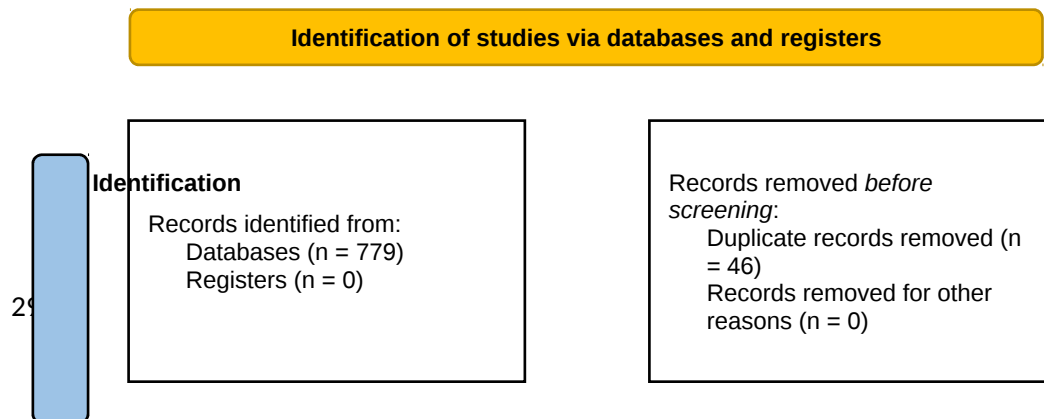 Identification of studies via databases and registers
Identification
Records identified from:
Databases (n = 779)
Registers (n = 0)
Records removed before
screening:
Duplicate records removed (n
= 46)
Records removed for other
reasons (n = 0)